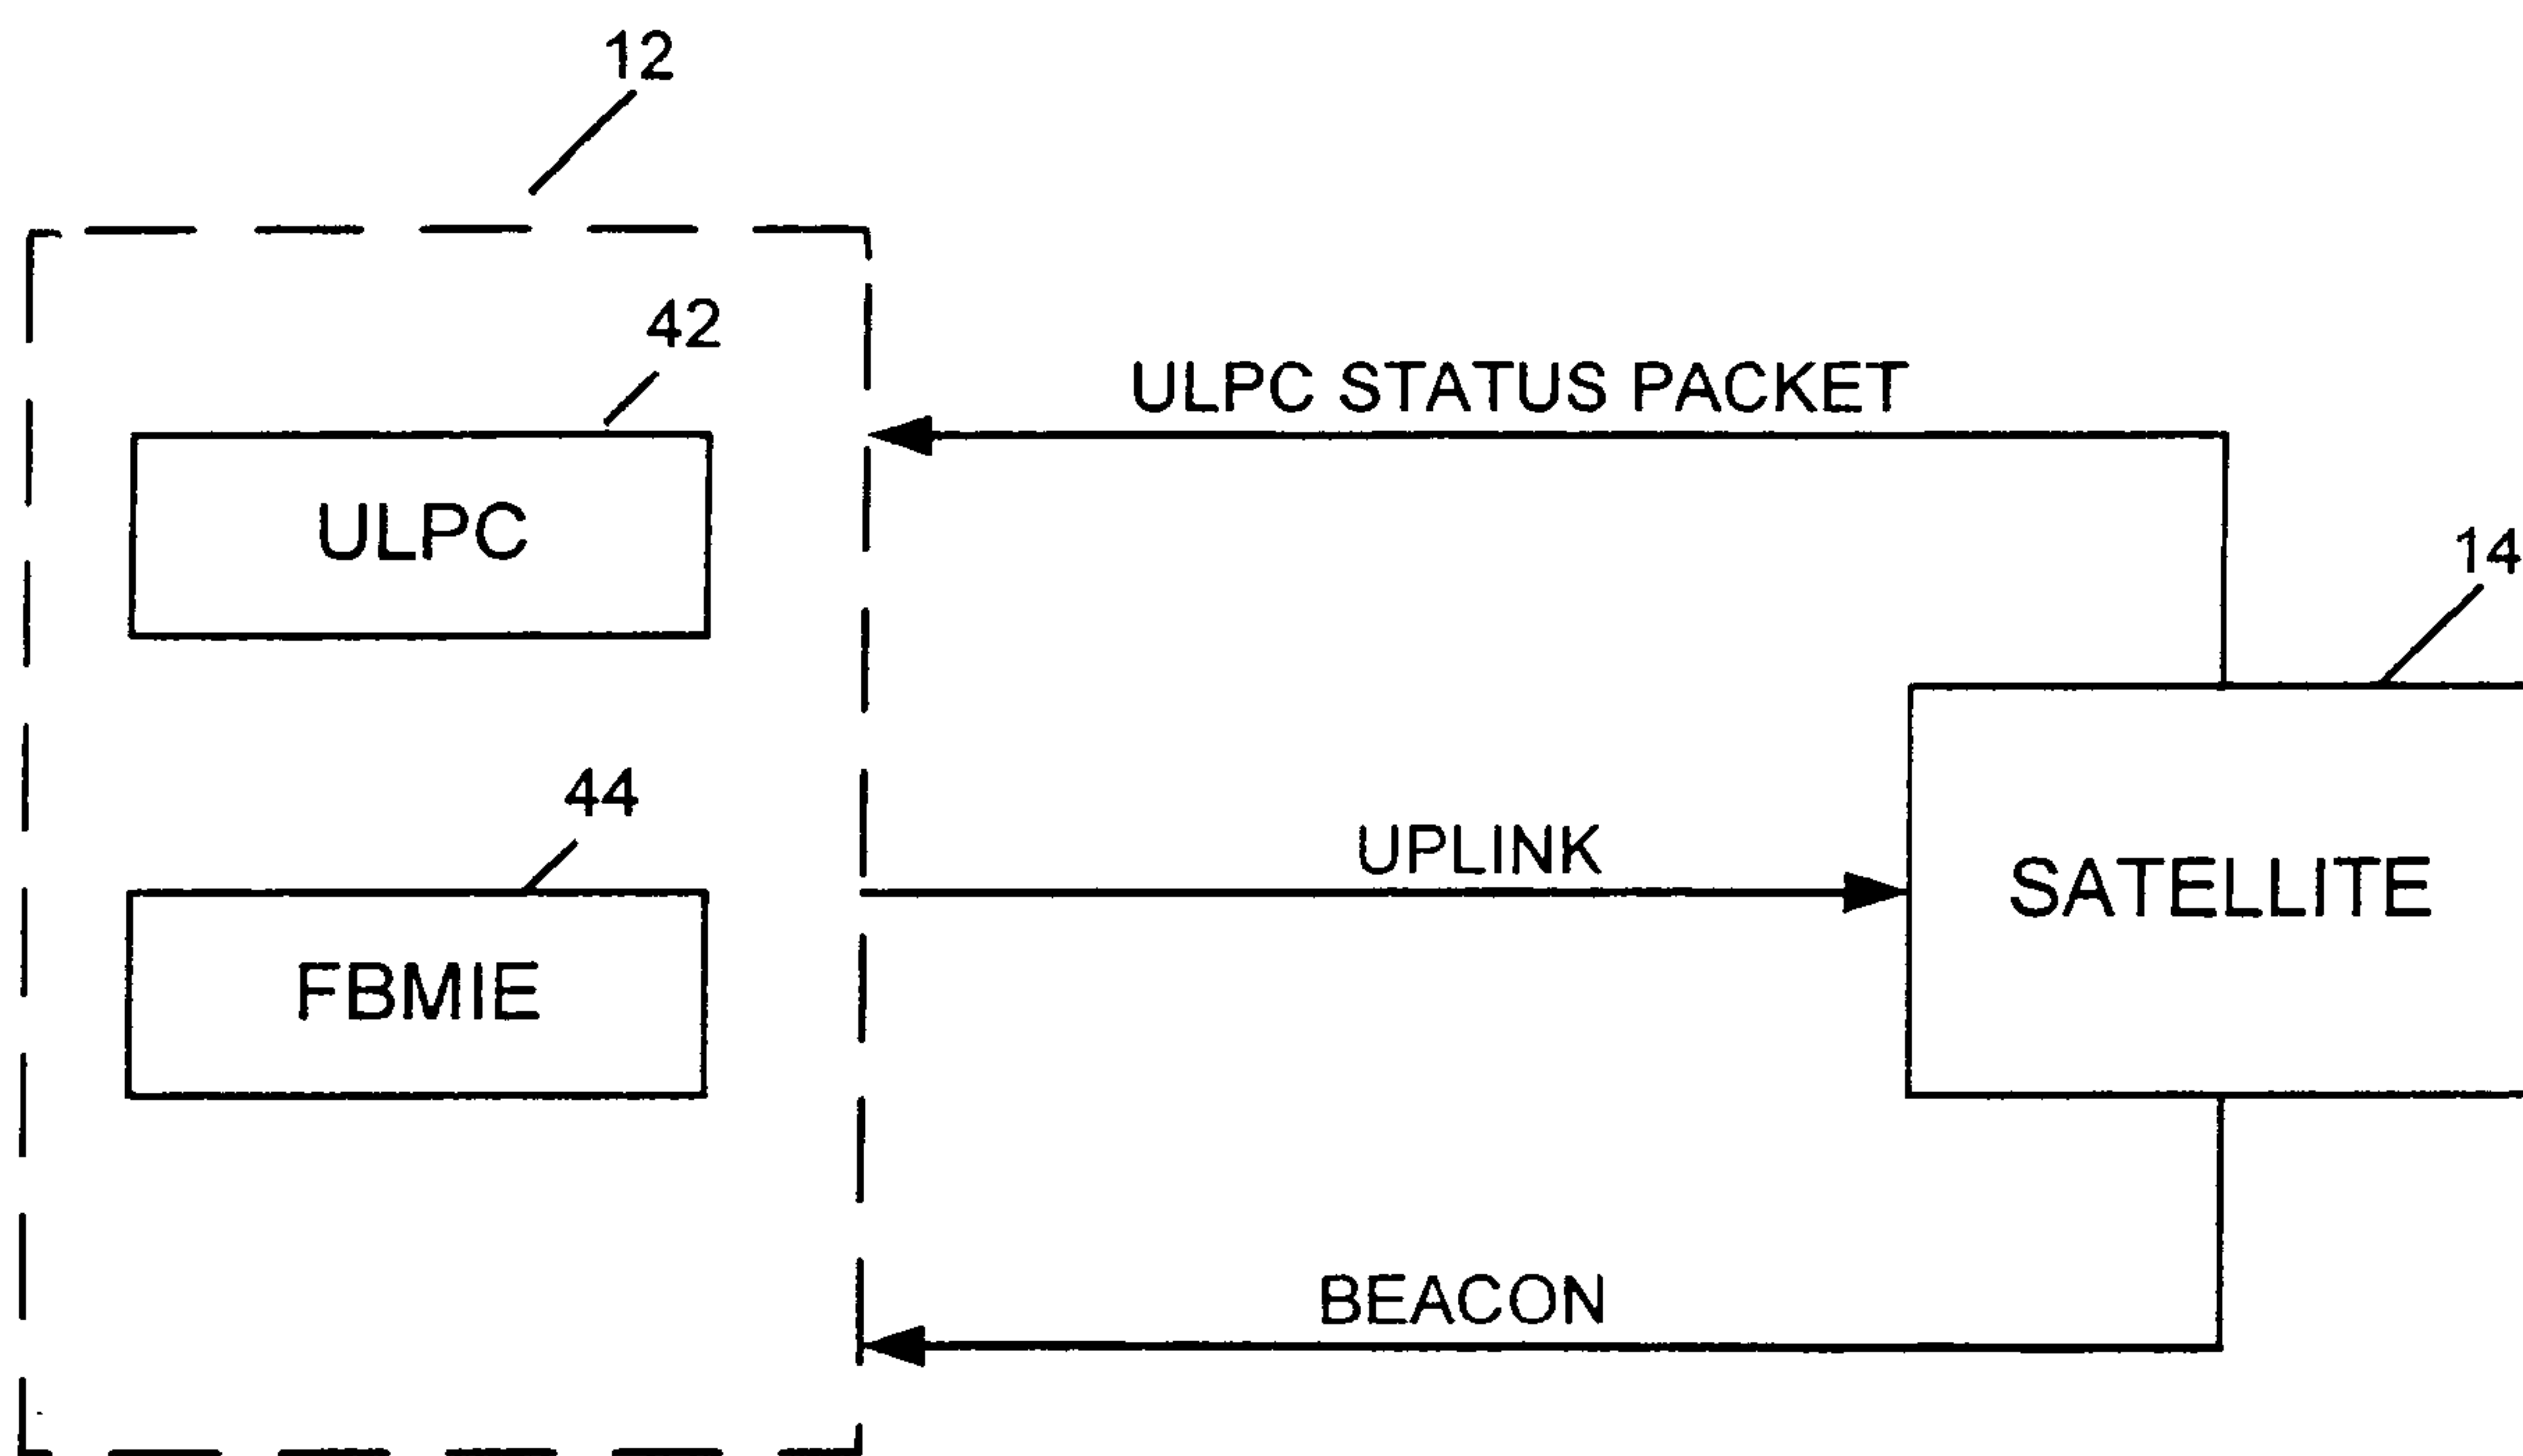 12
42
ULPC STATUS PACKET
ULPC
14
44
UPLINK
SATELLITE
FBMIE
BEACON